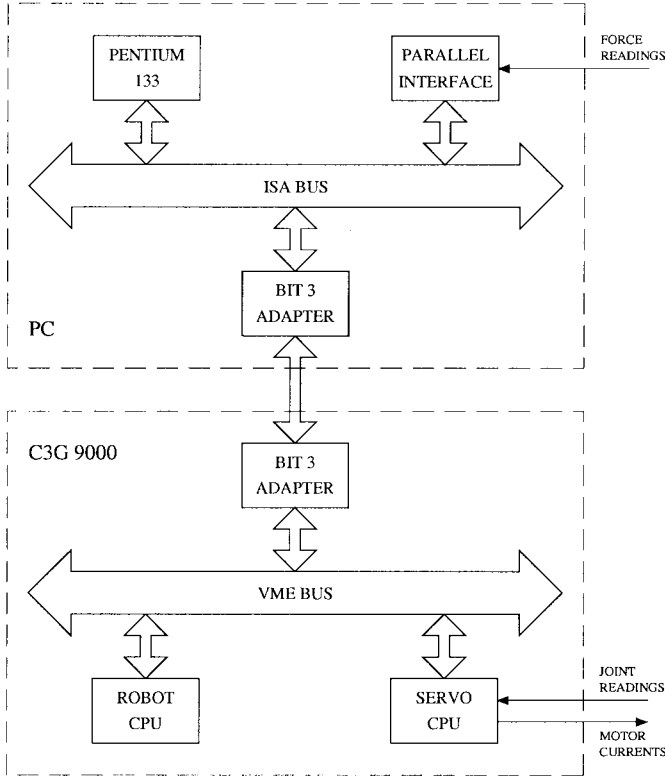 PENTIUM
133
PARALLEL
INTERFACE
FORCE
READINGS
ISA BUS
BIT 3
ADAPTER
PC
C3G 9000
BIT 3
ADAPTER
VME BUS
ROBOT
CPU
SERVO
CPU
JOINT
READINGS
MOTOR
CURRENTS